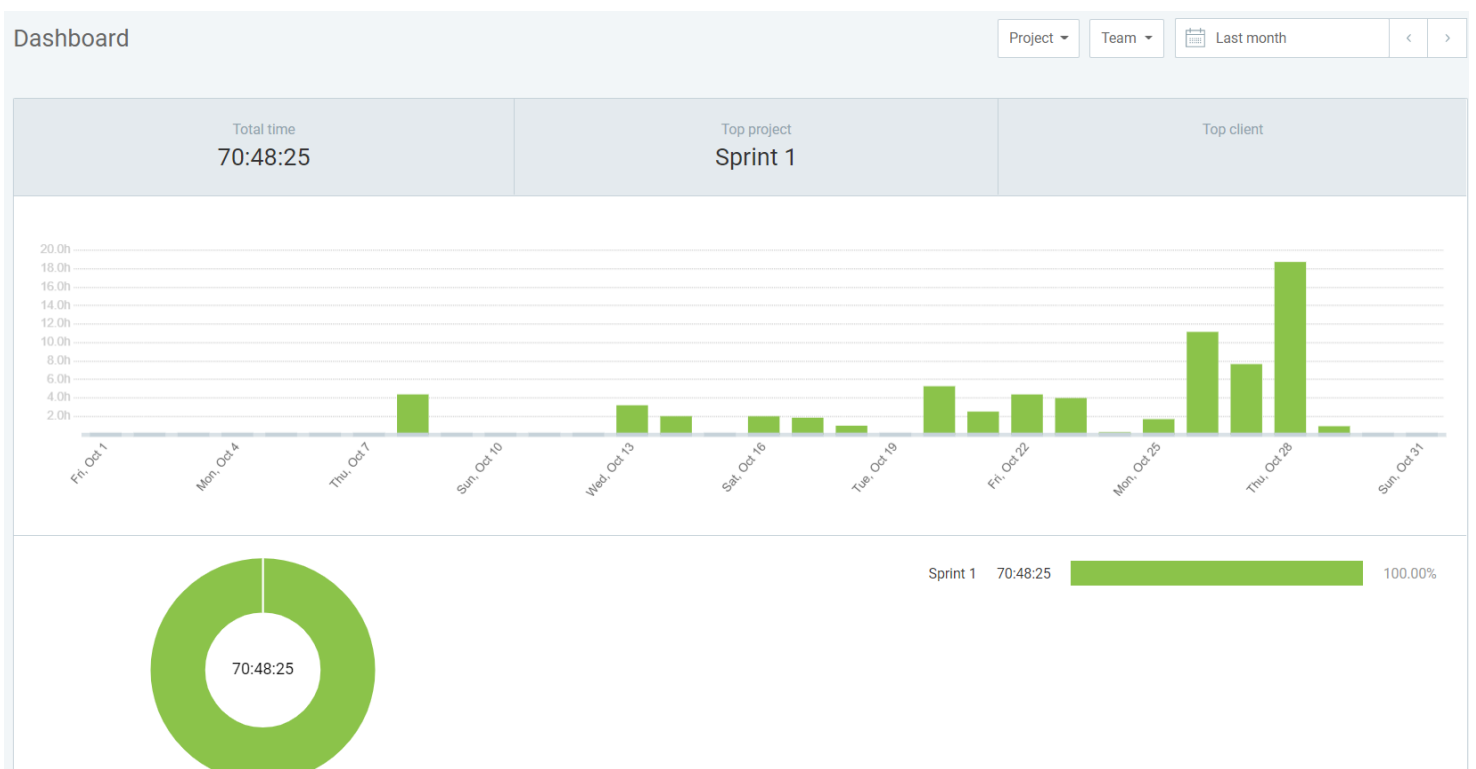 Dashboard
Project
Team
Last month
Total time
70:48:25
Top project
Sprint 1
Top client
20.0h
18.0h
16.0h
14.0h
12.0h
10.0h
8.0h
6.0h
4.0h
2.0h
Fri, Oct 1
Mon, Oct 4
Thu, Oct 7
Sun, Oct 10
Wed, Oct 13
Sat, Oct 16
Tue, Oct 19
Fri, Oct 22
Mon, Oct 25
Thu, Oct 28
Sun, Oct 31
70:48:25
Sprint 1 70:48:25 100.00%